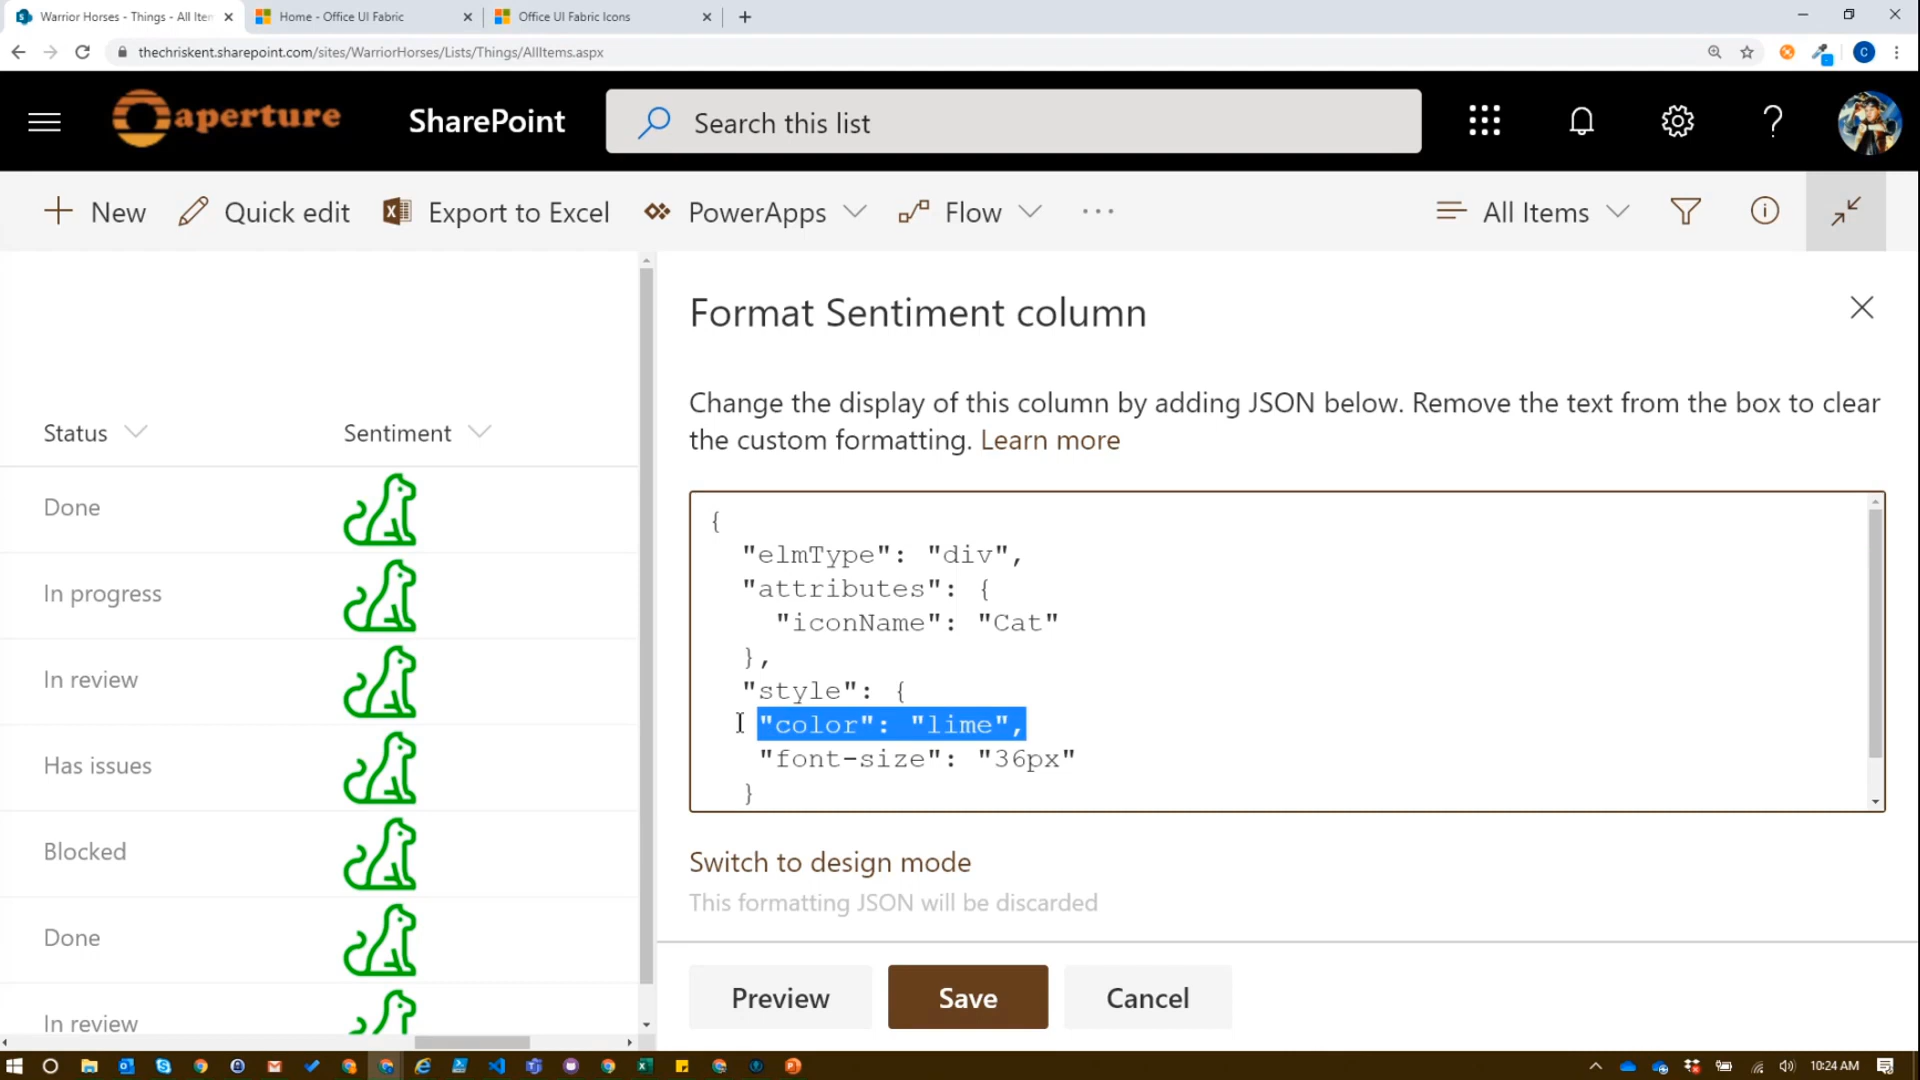 Warrior Horses - Things - All Iter
Home - Office UI Fabric
Office UI Fabric Icons
thechriskent.sharepoint.com/sites/WarriorHorses/Lists/Things/AllItems.aspx
C
aperture
SharePoint
Search this list
New
Quick edit
Export to Excel
PowerApps
Flow
All Items
Format Sentiment column
Change the display of this column by adding JSON below. Remove the text from the box to clear
the custom formatting. Learn more
Status
Sentiment
Done
In progress
In review
Has issues
Blocked
Done
In review
{
"elmType": "div",
"attributes": {
"iconName": "Cat"
},
"style": {
"color": "lime",
"font-size": "36px"
}
Switch to design mode
This formatting JSON will be discarded
Preview
Save
Cancel
10:24 AM